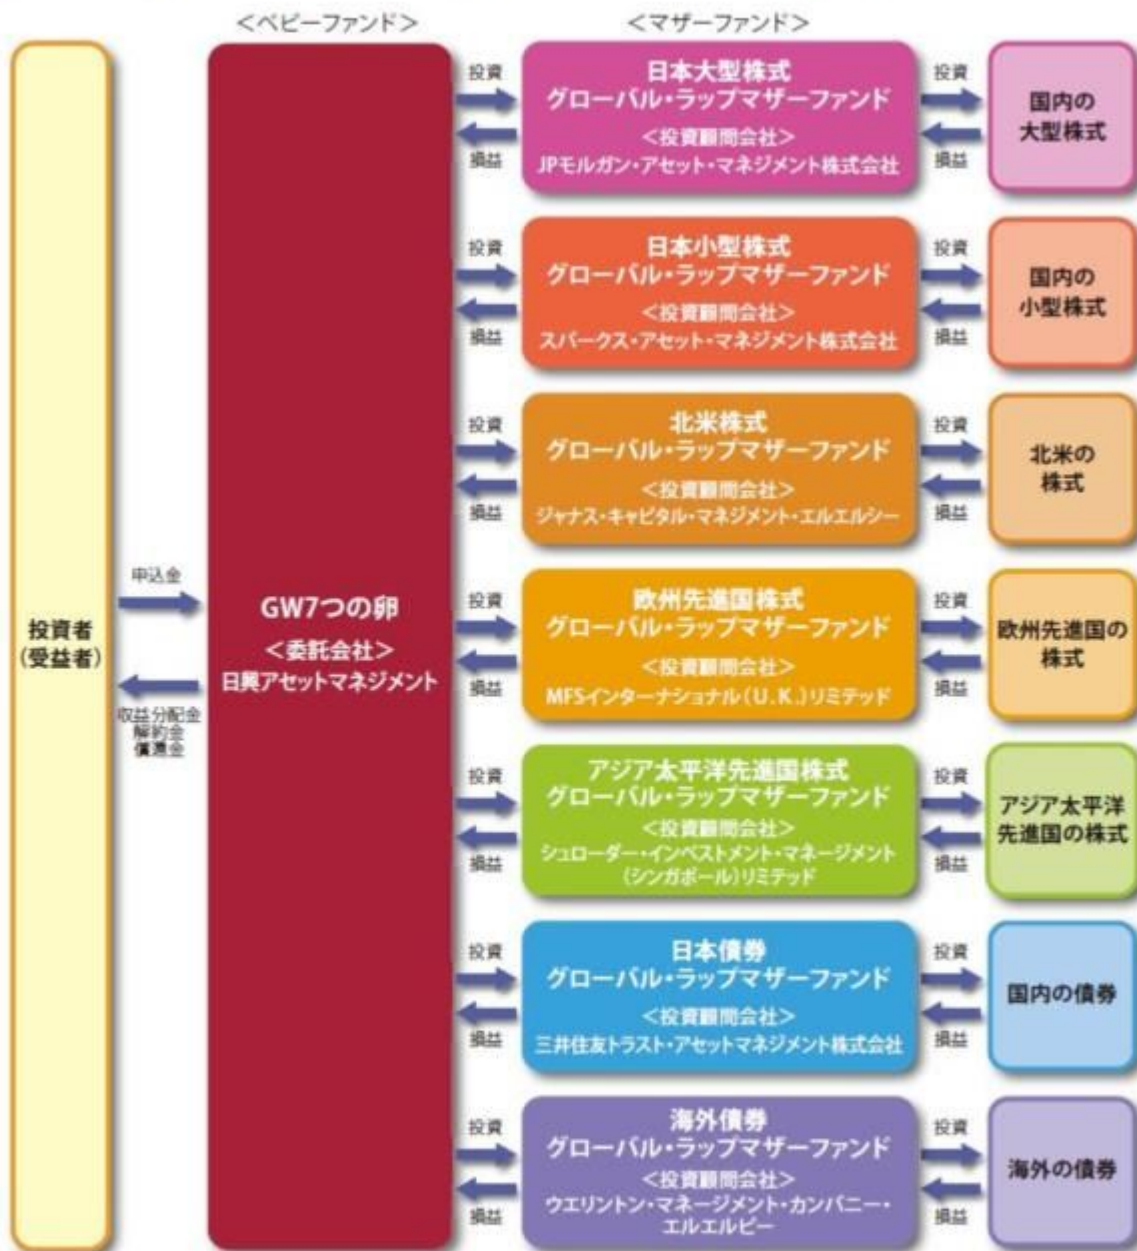 ＜ベビーファンド＞
＜マザーファンド＞
投資者
(受益者)
申込金
収益分配金
解約金
償還金
GW7つの卵
＜委託会社＞
日興アセットマネジメント
投資
損益
日本大型株式
グローバル・ラップマザーファンド
＜投資顧問会社＞
JPモルガン・アセット・マネジメント株式会社
投資
損益
国内の
大型株式
投資
損益
日本小型株式
グローバル・ラップマザーファンド
＜投資顧問会社＞
スパークス・アセット・マネジメント株式会社
投資
損益
国内の
小型株式
投資
損益
北米株式
グローバル・ラップマザーファンド
＜投資顧問会社＞
ジャナス・キャピタル・マネジメント・エルエルシー
投資
損益
北米の
株式
投資
損益
欧州先進国株式
グローバル・ラップマザーファンド
＜投資顧問会社＞
MFSインターナショナル(U.K.)リミテッド
投資
損益
欧州先進国の
株式
投資
損益
アジア太平洋先進国株式
グローバル・ラップマザーファンド
＜投資顧問会社＞
シュローダー・インベストメント・マネージメント
(シンガポール)リミテッド
投資
損益
アジア太平洋
先進国の株式
投資
損益
日本債券
グローバル・ラップマザーファンド
＜投資顧問会社＞
三井住友トラスト・アセットマネジメント株式会社
投資
損益
国内の債券
投資
損益
海外債券
グローバル・ラップマザーファンド
＜投資顧問会社＞
ウエリントン・マネージメント・カンパニー・
エルエルピー
投資
損益
海外の債券